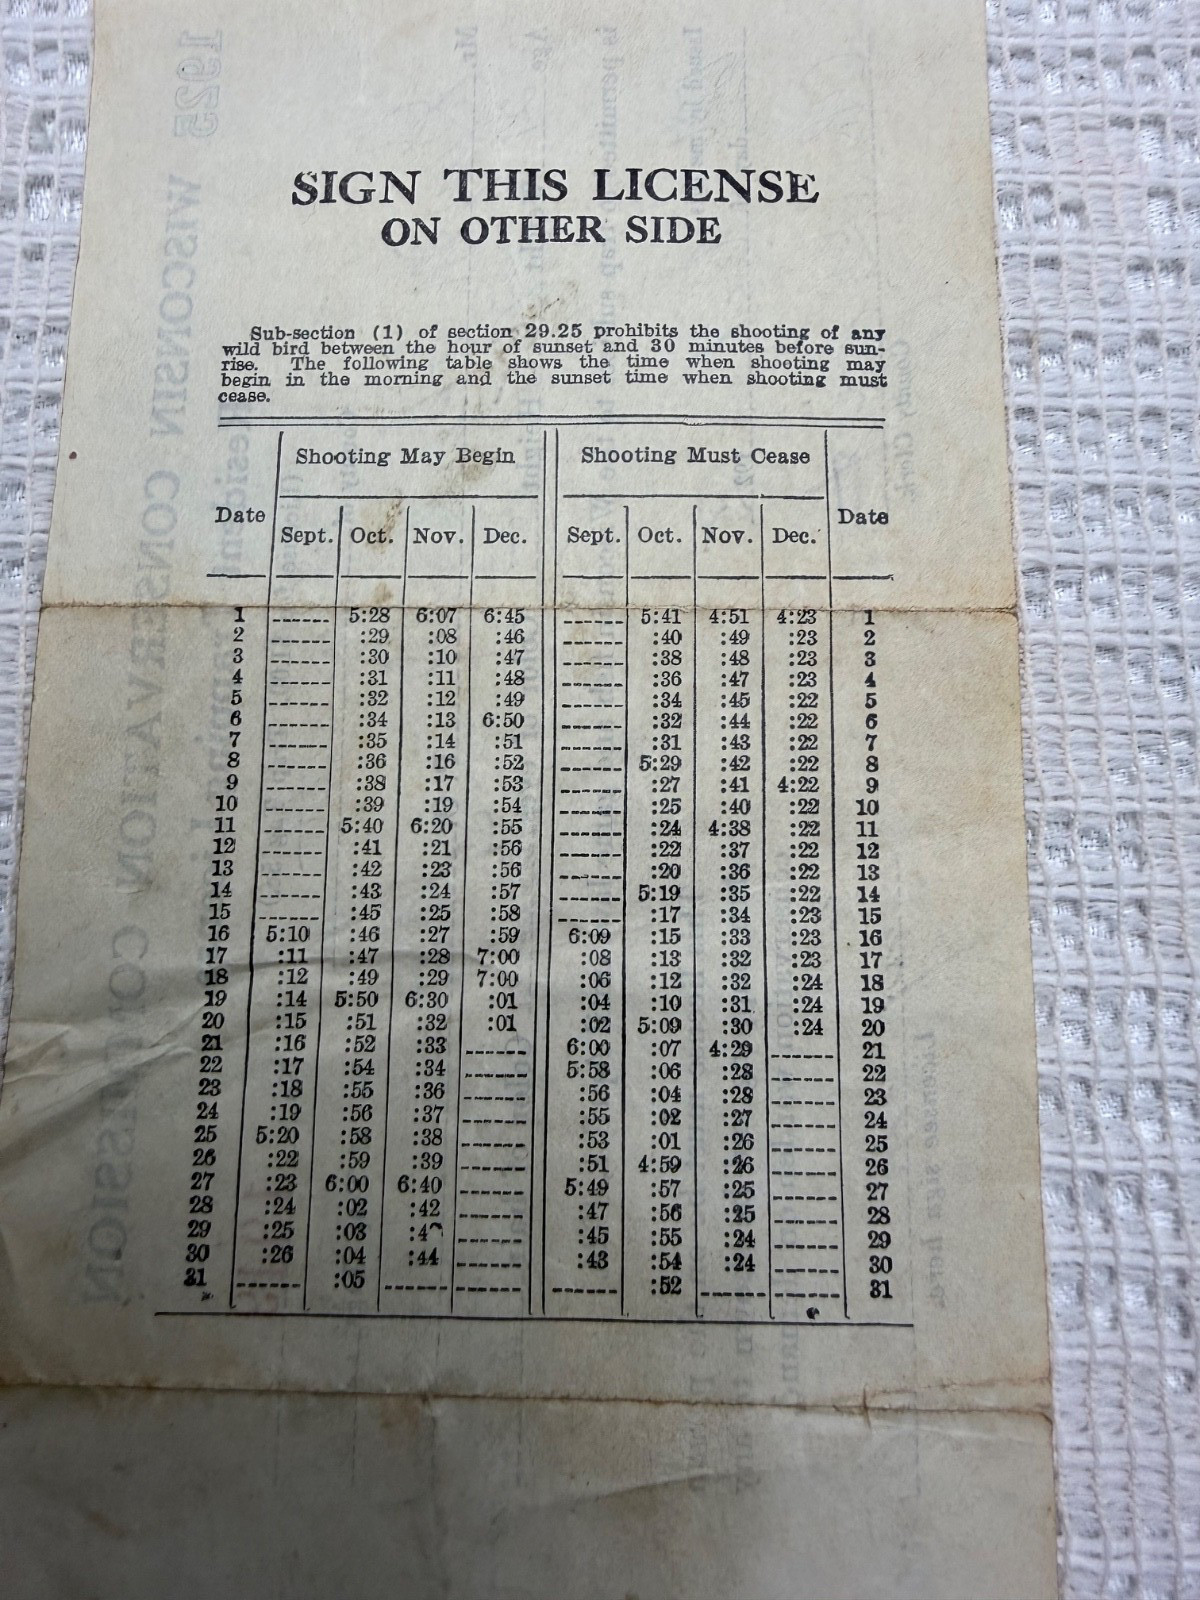 SIGN THIS LICENSE
ON OTHER SIDE
Sub-section (1) of section 29.25 prohibits the shooting of any
wild bird between the hour of sunset and 30 minutes before sun-
rise. The following table shows the time when shooting may
begin in the morning and the sunset time when shooting must
cease.
Date Shooting May Begin Shooting Must Cease Date
Sept. Oct. Nov. Dec. Sept. Oct. Nov. Dec.
1 ------ 5:28 6:07 6:45 ------ 5:41 4:51 4:23 1
2 ------ :29 :08 :46 ------ :40 :49 :23 2
3 ------ :30 :10 :47 ------ :38 :48 :23 3
4 ------ :31 :11 :48 ------ :36 :47 :23 4
5 ------ :32 :12 :49 ------ :34 :45 :22 5
6 ------ :34 :13 6:50 ------ :32 :44 :22 6
7 ------ :35 :14 :51 ------ :31 :43 :22 7
8 ------ :36 :16 :52 ------ 5:29 :42 :22 8
9 ------ :38 :17 :53 ------ :27 :41 4:22 9
10 ------ :39 :19 :54 ------ :25 :40 :22 10
11 ------ 5:40 6:20 :55 ------ :24 4:38 :22 11
12 ------ :41 :21 :56 ------ :22 :37 :22 12
13 ------ :42 :23 :56 ------ :20 :36 :22 13
14 ------ :43 :24 :57 ------ 5:19 :35 :22 14
15 ------ :45 :25 :58 ------ :17 :34 :23 15
16 5:10 :46 :27 :59 6:09 :15 :33 :23 16
17 :11 :47 :28 7:00 :08 :13 :32 :23 17
18 :12 :49 :29 7:00 :06 :12 :32 :24 18
19 :14 5:50 6:30 :01 :04 :10 :31 :24 19
20 :15 :51 :32 :01 :02 5:09 :30 :24 20
21 :16 :52 :33 ------ 6:00 :07 4:29 ------ 21
22 :17 :54 :34 ------ 5:58 :06 :28 ------ 22
23 :18 :55 :36 ------ :56 :04 :28 ------ 23
24 :19 :56 :37 ------ :55 :02 :27 ------ 24
25 5:20 :58 :38 ------ :53 :01 :26 ------ 25
26 :22 :59 :39 ------ :51 4:59 :26 ------ 26
27 :23 6:00 6:40 ------ 5:49 :57 :25 ------ 27
28 :24 :02 :42 ------ :47 :56 :25 ------ 28
29 :25 :03 ------ :45 :55 :24 ------ 29
30 :26 :04 :44 ------ :43 :54 :24 ------ 30
31 ------ :05 ------ ------ ------ :52 ------ ------ 31
1925 WISCONSIN CONSERVATION COMMISSION